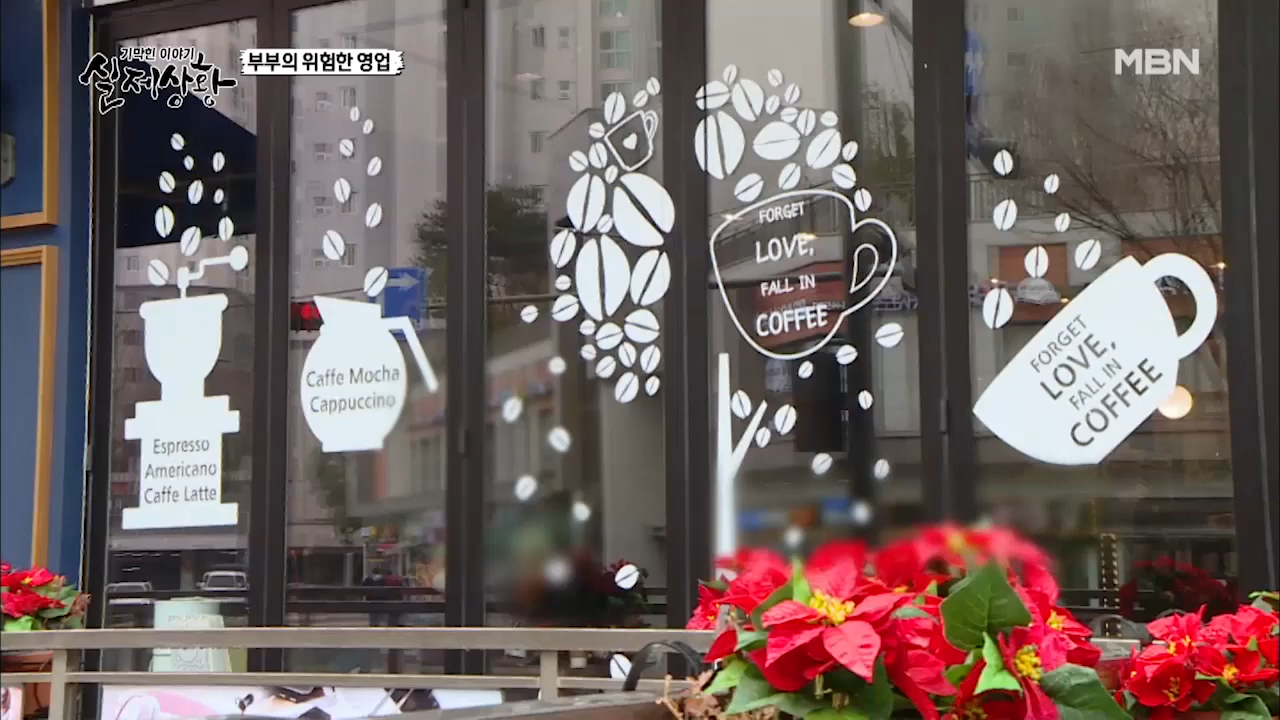 기막힌 이야기
실제상황
부부의 위험한 영업
MBN
Espresso
Americano
Caffe Latte
Caffe Mocha
Cappuccino
FORGET
LOVE,
FALL IN
COFFEE
FORGET
LOVE,
FALL IN
COFFEE